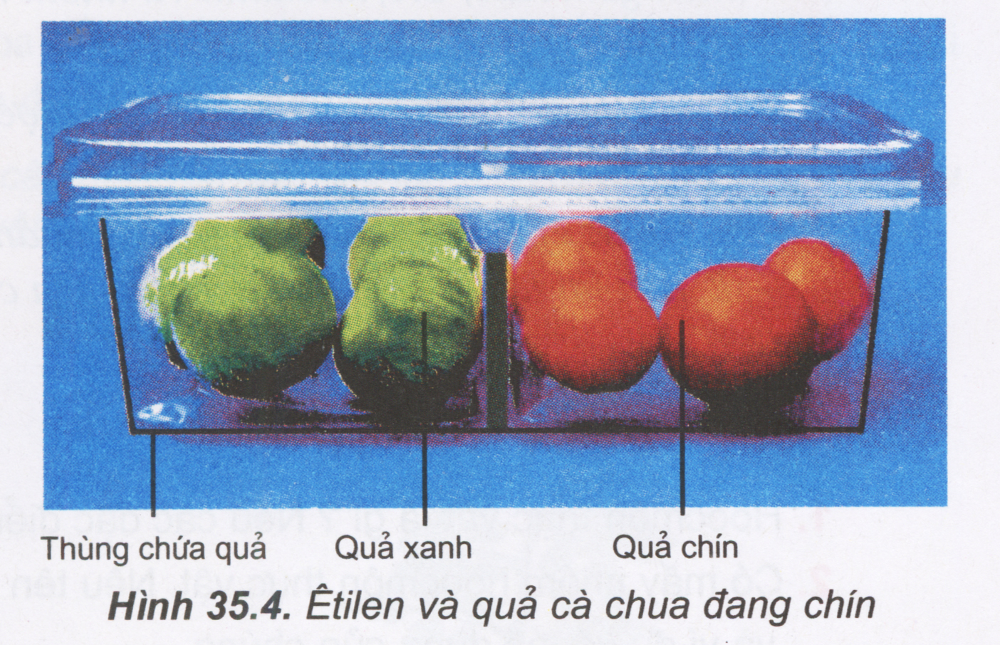 Thùng chứa quả
Quả xanh
Quả chín
Hình 35.4. Êtilen và quả cà chua đang chín